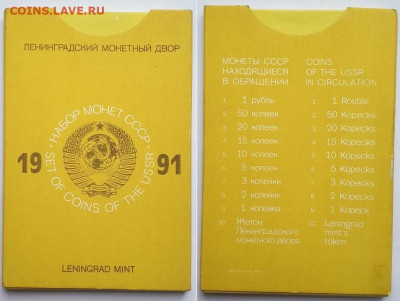 COINS.LAVE.RU
ЛЕНИНГРАДСКИЙ МОНЕТНЫЙ ДВОР
НАБОР МОНЕТ СССР
19 91
SET OF COINS OF THE USSR
LENINGRAD MINT
МОНЕТЫ СССР
НАХОДЯЩИЕСЯ
В ОБРАЩЕНИИ
1 1 рубль
2 50 копеек
3 20 копеек
4 15 копеек
5 10 копеек
6 5 копеек
7 3 копейки
8 2 копейки
9 1 копейка
10 Жетон
Ленинградского
монетного двора
COINS
OF THE USSR
IN CIRCULATION
1 1 Rouble
2 50 Kopecks
3 20 Kopecks
4 15 Kopecks
5 10 Kopecks
6 5 Kopecks
7 3 Kopecks
8 2 Kopecks
9 1 Kopeck
10 Leningrad
mint's
token